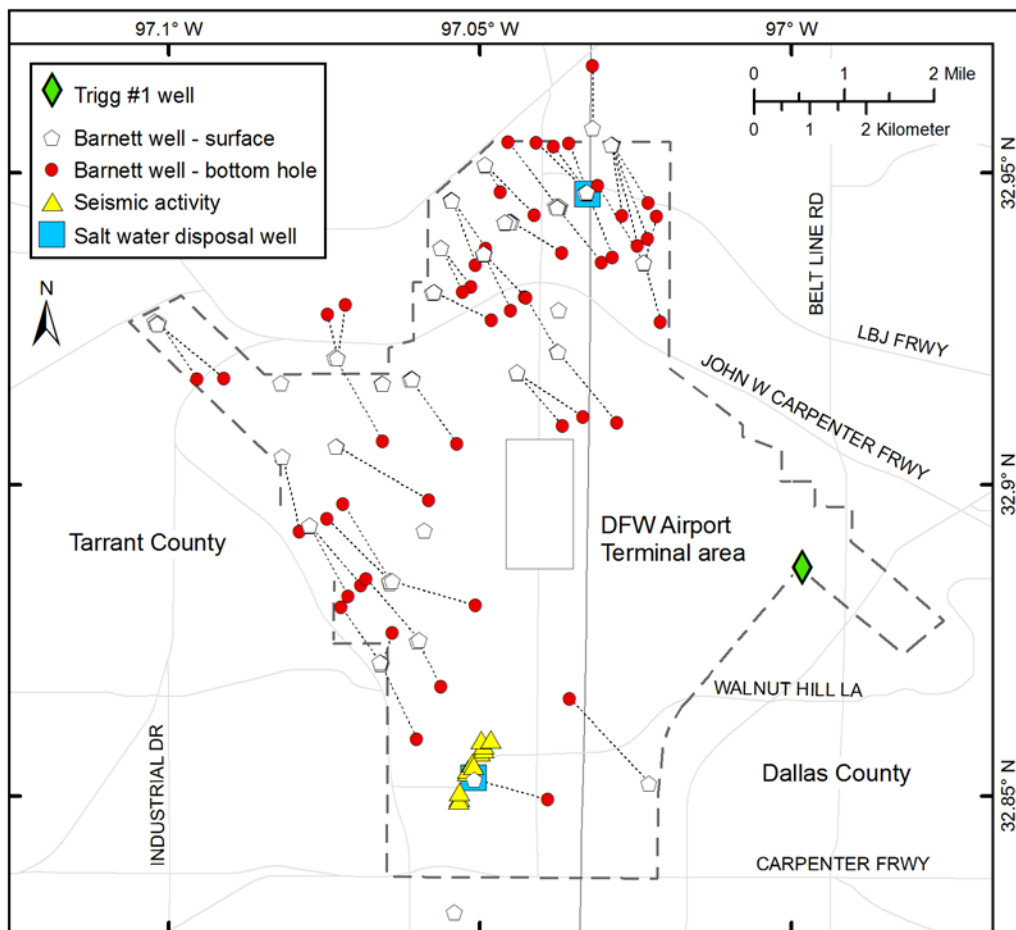 97.1° W
97.05° W
97° W
Trigg #1 well
Barnett well - surface
Barnett well - bottom hole
Seismic activity
Salt water disposal well
0 1 2 Mile
0 1 2 Kilometer
N
32.95° N
BELT LINE RD
LBJ FRWY
JOHN W CARPENTER FRWY
32.9° N
Tarrant County
DFW Airport
Terminal area
WALNUT HILL LA
INDUSTRIAL DR
Dallas County
32.85° N
CARPENTER FRWY